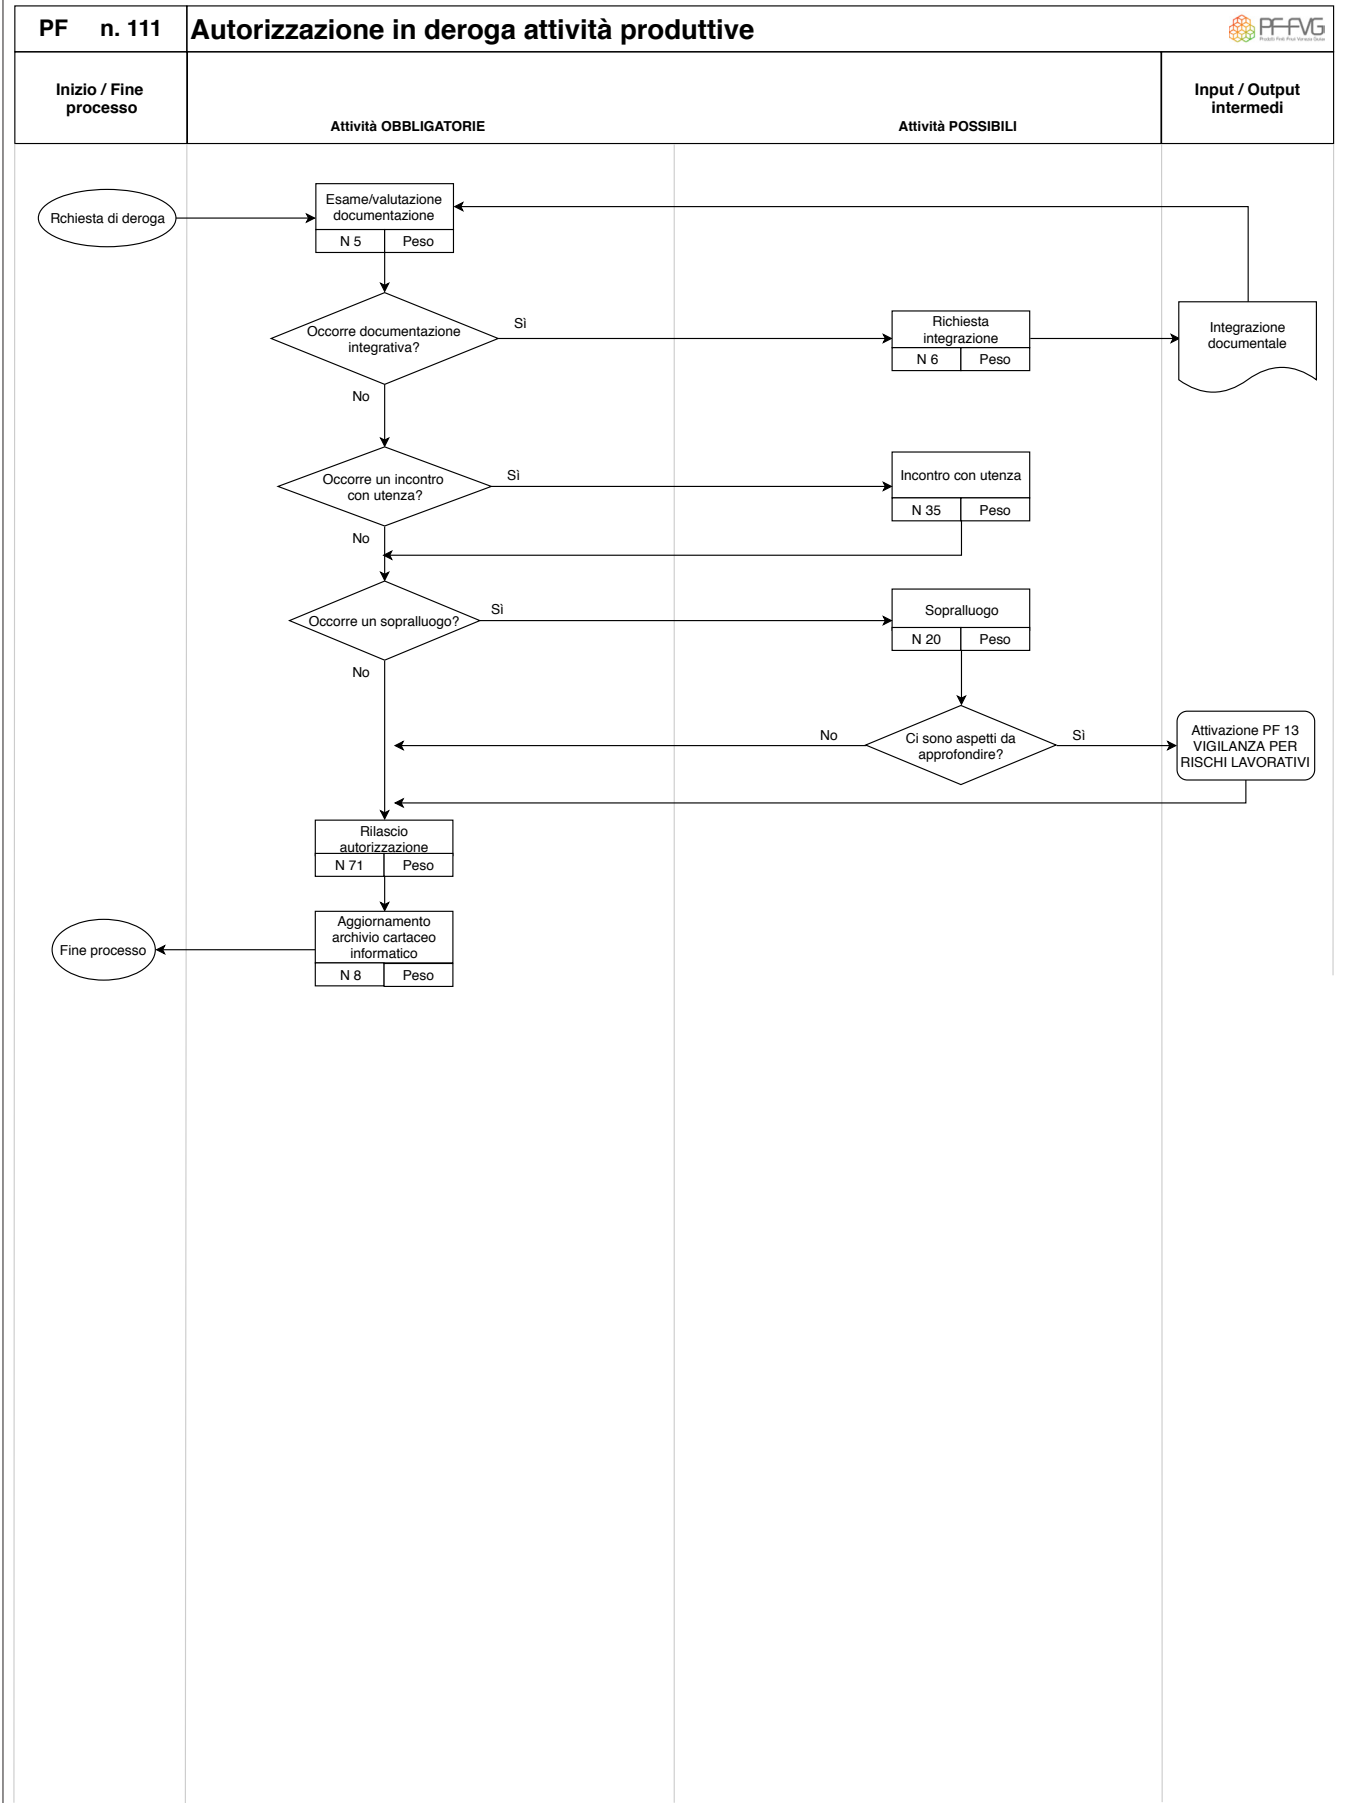 PF n. 111
Autorizzazione in deroga attività produttive
PF-FVG
Inizio / Fine
processo
Attività OBBLIGATORIE
Attività POSSIBILI
Input / Output
intermedi
Rchiesta di deroga
Esame/valutazione
documentazione
N 5 Peso
Occorre documentazione
integrativa?
Sì
No
Richiesta
integrazione
N 6 Peso
Integrazione
documentale
Occorre un incontro
con utenza?
Sì
No
Incontro con utenza
N 35 Peso
Occorre un sopralluogo?
Sì
No
Sopralluogo
N 20 Peso
Ci sono aspetti da
approfondire?
No
Sì
Attivazione PF 13
VIGILANZA PER
RISCHI LAVORATIVI
Rilascio
autorizzazione
N 71 Peso
Aggiornamento
archivio cartaceo
informatico
N 8 Peso
Fine processo